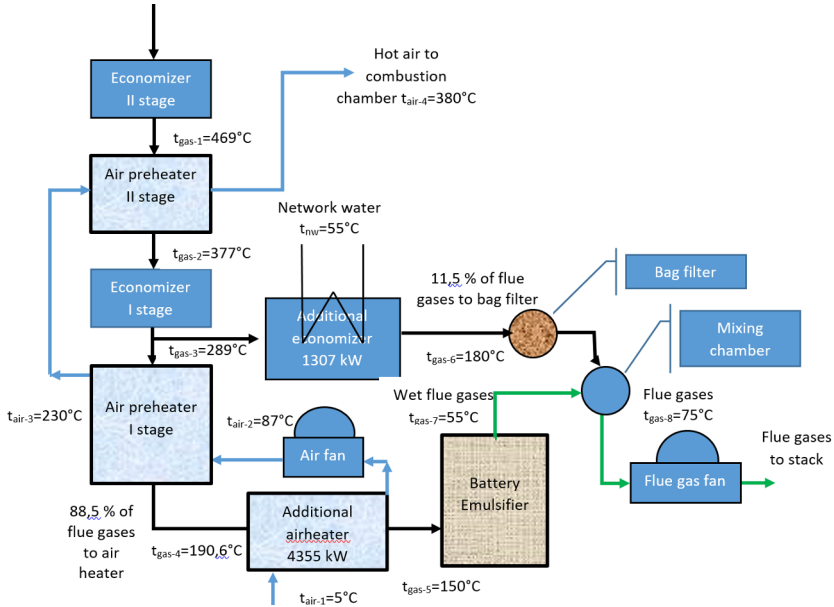 Economizer
II stage
Hot air to
combustion
chamber tair-4=380°C
tgas-1=469°C
Air preheater
II stage
Network water
tnw=55°C
tgas-2=377°C
Economizer
I stage
11,5 % of flue
gases to bag filter
Bag filter
Additional
economizer
1307 kW
Mixing
chamber
tgas-3=289°C
tgas-6=180°C
Air preheater
I stage
tair-3=230°C
tair-2=87°C
Wet flue gases
tgas-7=55°C
Flue gases
tgas-8=75°C
Air fan
Flue gases
to stack
Battery
Emulsifier
Flue gas fan
88,5 % of
flue gases
to air
heater
Additional
airheater
4355 kW
tgas-4=190,6°C
tgas-5=150°C
tair-1=5°C